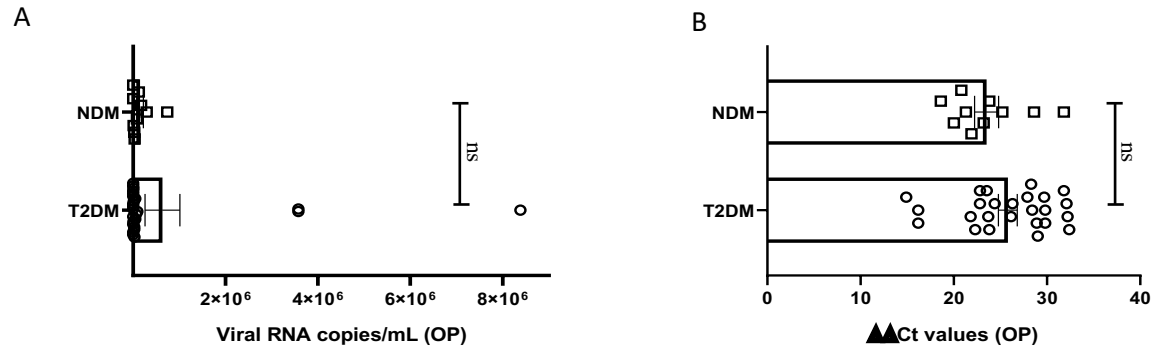 A
NDM
T2DM
ns
2×10⁶ 4×10⁶ 6×10⁶ 8×10⁶
Viral RNA copies/mL (OP)
B
NDM
T2DM
ns
0 10 20 30 40
▲▲Ct values (OP)